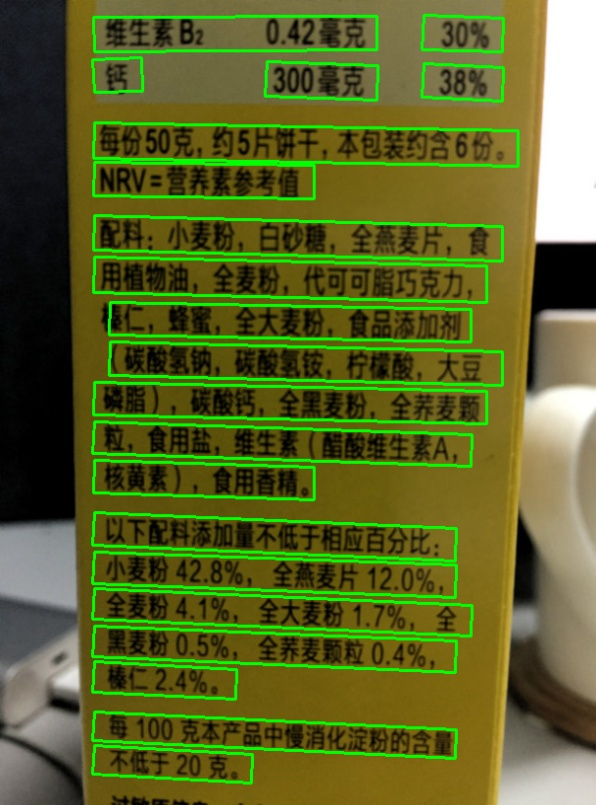 维生素B₂ 0.42毫克 30%
钙 300毫克 38%
每份50克，约5片饼干，本包装约含6份。
NRV=营养素参考值
配料：小麦粉，白砂糖，全燕麦片，食
用植物油，全麦粉，代可可脂巧克力，
榛仁，蜂蜜，全大麦粉，食品添加剂
（碳酸氢钠，碳酸氢铵，柠檬酸，大豆
磷脂），碳酸钙，全黑麦粉，全荞麦颗
粒，食用盐，维生素（醋酸维生素A，
核黄素），食用香精。
以下配料添加量不低于相应百分比：
小麦粉 42.8%， 全燕麦片 12.0%，
全麦粉 4.1%， 全大麦粉 1.7%， 全
黑麦粉 0.5%， 全荞麦颗粒 0.4%，
榛仁 2.4%。
每 100 克本产品中慢消化淀粉的含量
不低于 20 克。